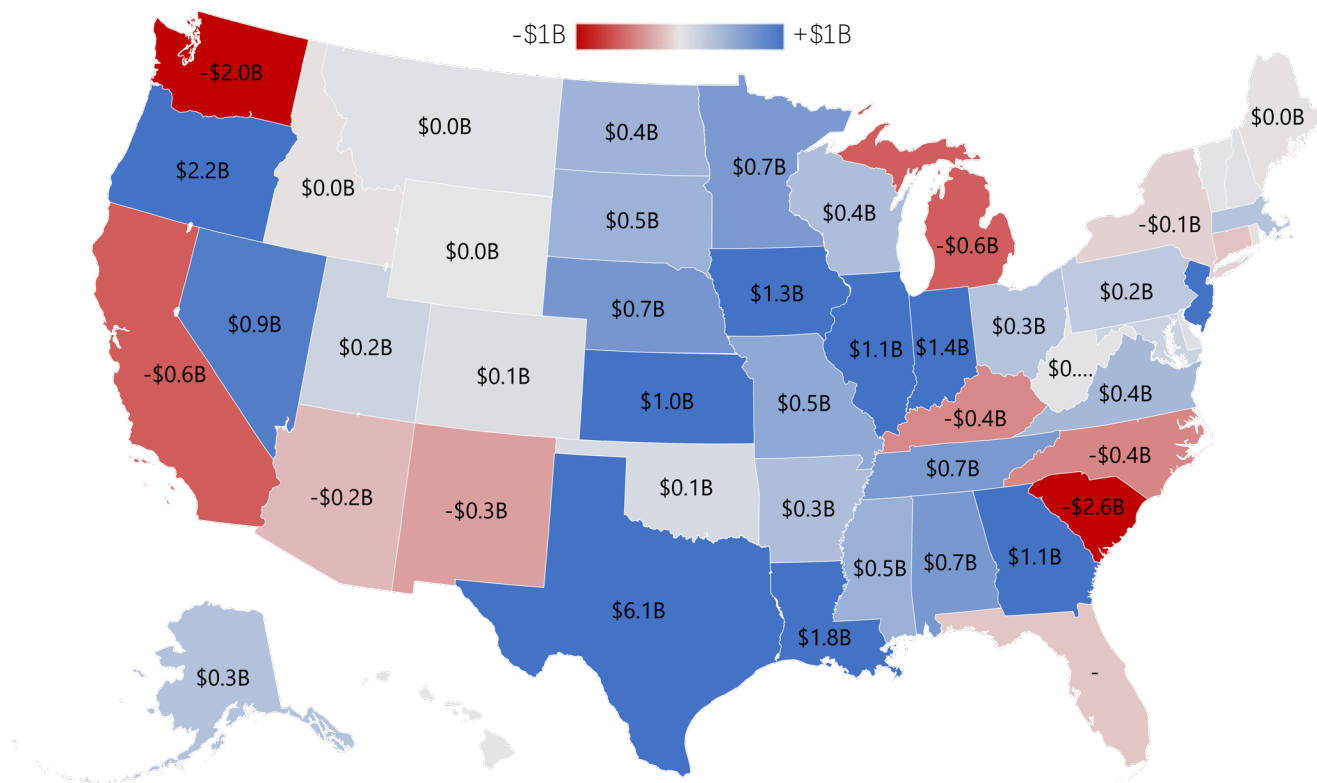 -$1B +$1B
-$2.0B
$0.0B
$0.4B
$0.7B
$0.0B
$2.2B
$0.0B
$0.5B
$0.4B
-$0.1B
-$0.6B
$0.0B
$1.3B
$0.2B
$0.7B
$0.9B
$0.3B
$0.2B
$1.1B
$1.4B
-$0.6B
$0.1B
$0....
$0.4B
$1.0B
$0.5B
-$0.4B
-$0.4B
$0.7B
$0.1B
-$0.2B
-$0.3B
$0.3B
-$2.6B
$0.5B
$0.7B
$1.1B
$6.1B
$1.8B
$0.3B
-